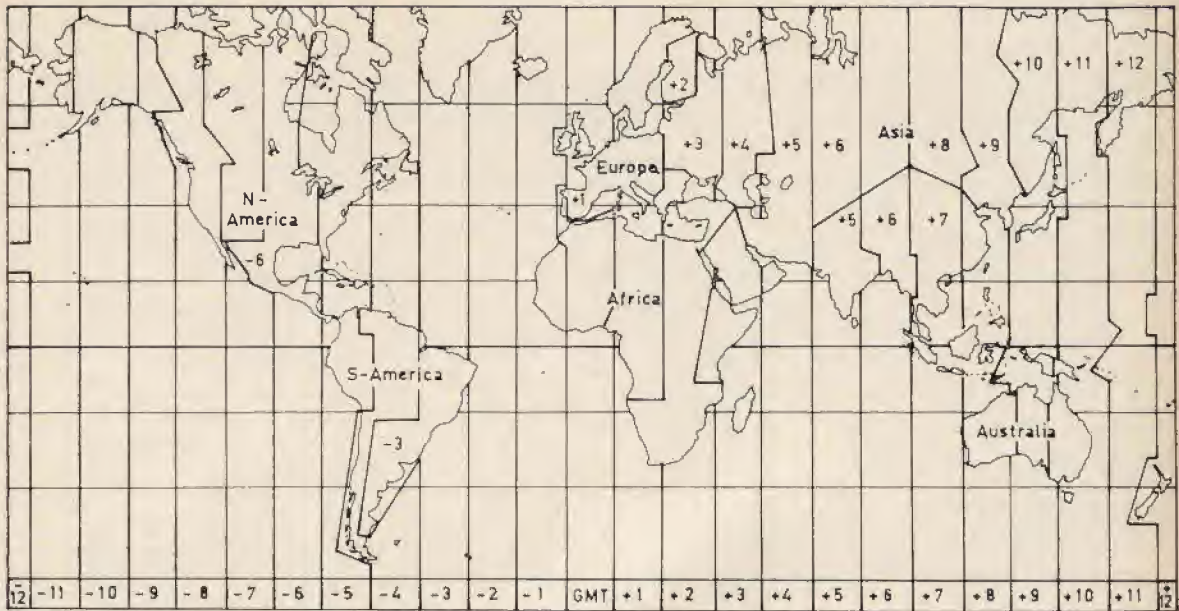 +10 +11 +12
+2
+3 +4 +5 +6 Asia +8 +9
Europa
+1
N-
America
+5 +6 +7
-6
Africa
S-America
-3
Australia
-12 -11 -10 -9 -8 -7 -6 -5 -4 -3 -2 -1 GMT +1 +2 +3 +4 +5 +6 +7 +8 +9 +10 +11 +12